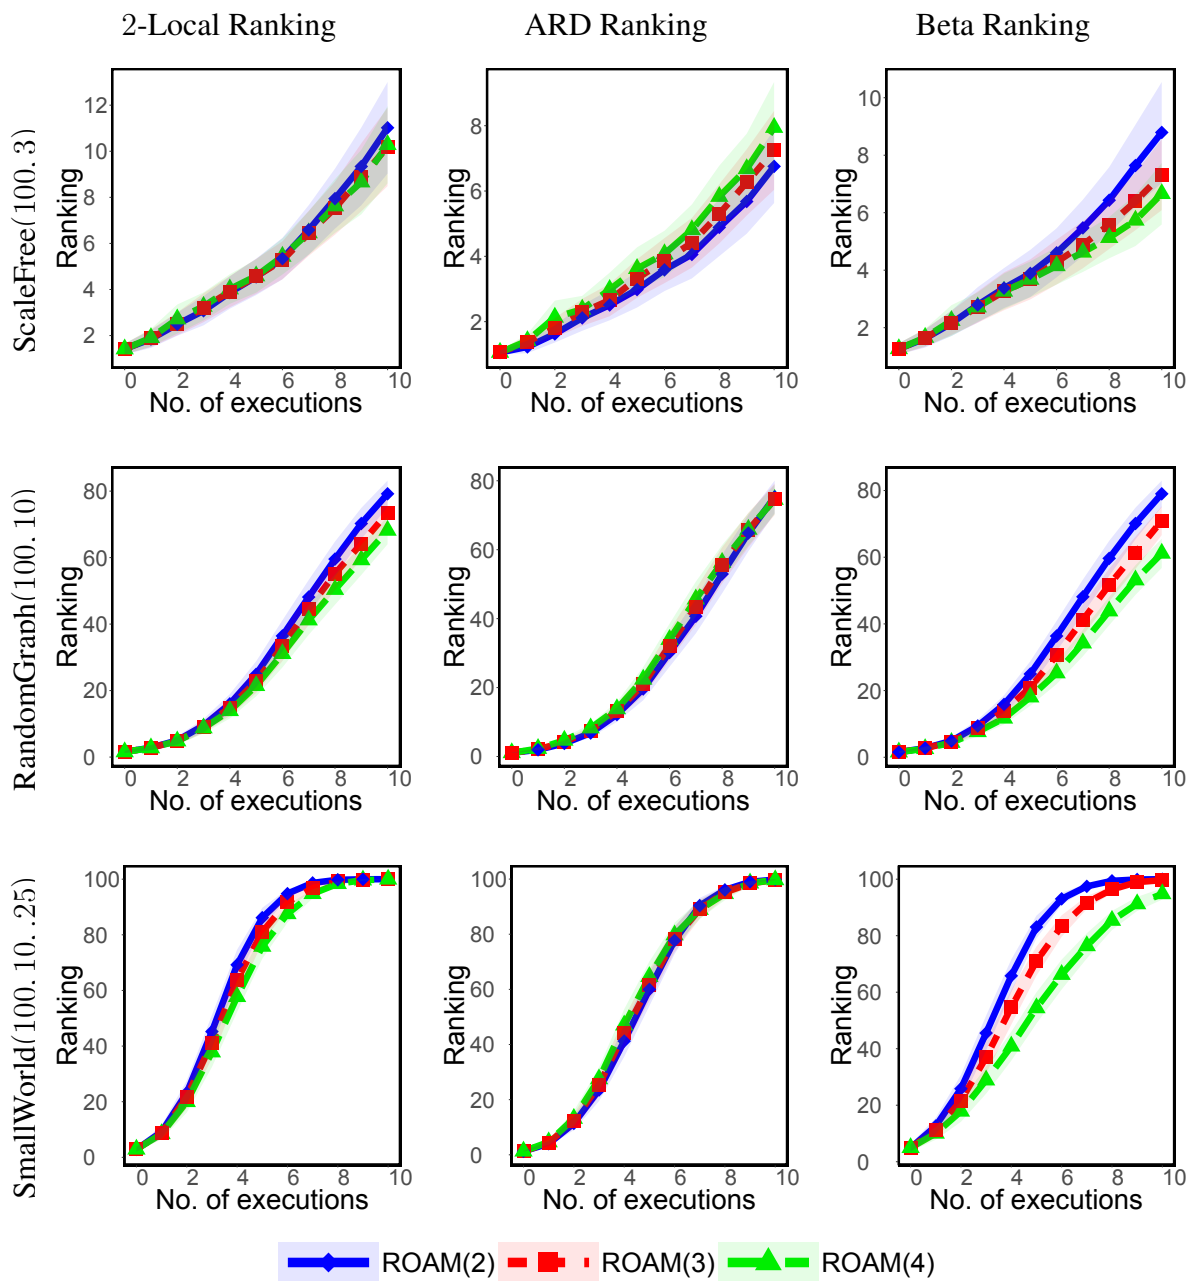 2-Local Ranking
ARD Ranking
Beta Ranking
ScaleFree(100, 3)
Ranking
12
10
8
6
4
2
0 2 4 6 8 10
No. of executions
Ranking
8
6
4
2
0 2 4 6 8 10
No. of executions
Ranking
10
8
6
4
2
0 2 4 6 8 10
No. of executions
RandomGraph(100, 10)
Ranking
80
60
40
20
0
0 2 4 6 8 10
No. of executions
Ranking
80
60
40
20
0
0 2 4 6 8 10
No. of executions
Ranking
80
60
40
20
0
0 2 4 6 8 10
No. of executions
SmallWorld(100, 10, .25)
Ranking
100
80
60
40
20
0
0 2 4 6 8 10
No. of executions
Ranking
100
80
60
40
20
0
0 2 4 6 8 10
No. of executions
Ranking
100
80
60
40
20
0
0 2 4 6 8 10
No. of executions
ROAM(2) ROAM(3) ROAM(4)